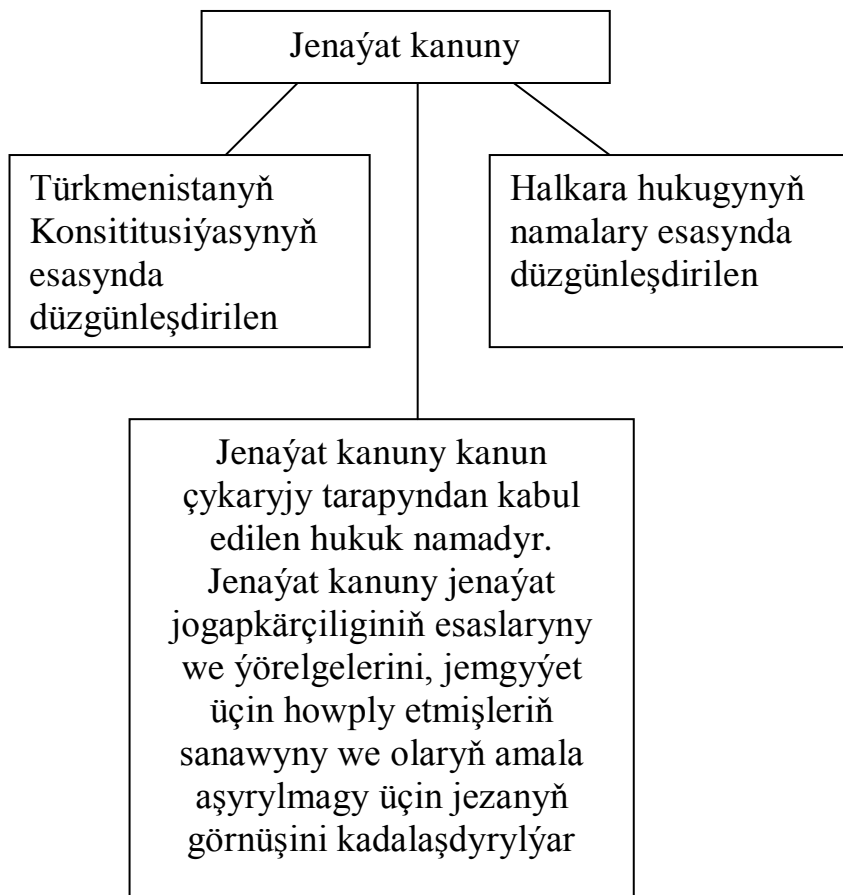 Jenaýat kanuny
Türkmenistanyň
Konsititusiýasynyň
esasynda
düzgünleşdirilen
Halkara hukugynyň
namalary esasynda
düzgünleşdirilen
Jenaýat kanuny kanun
çykaryjy tarapyndan kabul
edilen hukuk namadyr.
Jenaýat kanuny jenaýat
jogapkärçiliginiň esaslaryny
we ýörelgelerini, jemgyýet
üçin howply etmişleriň
sanawyny we olaryň amala
aşyrylmagy üçin jezanyň
görnüşini kadalaşdyrylýar